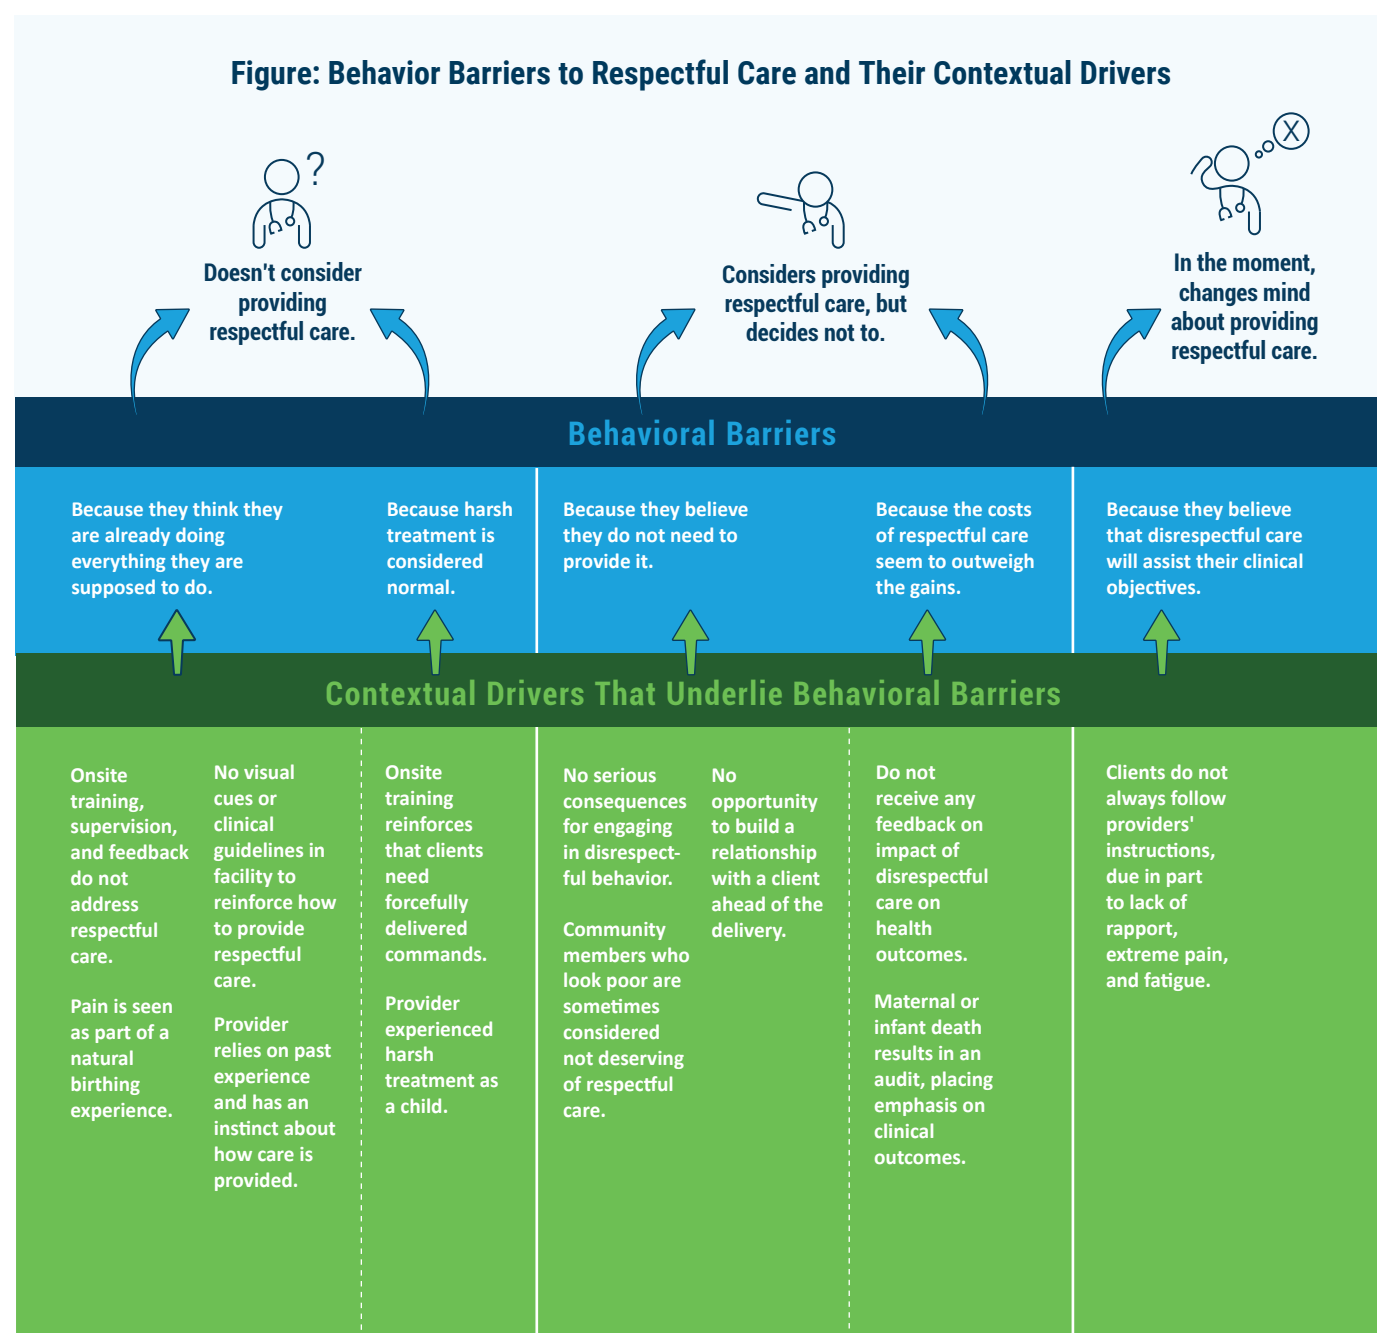 Figure: Behavior Barriers to Respectful Care and Their Contextual Drivers
?
Doesn't consider
providing
respectful care.
Considers providing
respectful care, but
decides not to.
X
In the moment,
changes mind
about providing
respectful care.
Behavioral Barriers
Because they think they
are already doing
everything they are
supposed to do.
Because harsh
treatment is
considered
normal.
Because they believe
they do not need to
provide it.
Because the costs
of respectful care
seem to outweigh
the gains.
Because they believe
that disrespectful care
will assist their clinical
objectives.
Contextual Drivers That Underlie Behavioral Barriers
Onsite
training,
supervision,
and feedback
do not
address
respectful
care.
Pain is seen
as part of a
natural
birthing
experience.
No visual
cues or
clinical
guidelines in
facility to
reinforce how
to provide
respectful
care.
Provider
relies on past
experience
and has an
instinct about
how care is
provided.
Onsite
training
reinforces
that clients
need
forcefully
delivered
commands.
Provider
experienced
harsh
treatment as
a child.
No serious
consequences
for engaging
in disrespect-
ful behavior.
Community
members who
look poor are
sometimes
considered
not deserving
of respectful
care.
No
opportunity
to build a
relationship
with a client
ahead of the
delivery.
Do not
receive any
feedback on
impact of
disrespectful
care on
health
outcomes.
Maternal or
infant death
results in an
audit, placing
emphasis on
clinical
outcomes.
Clients do not
always follow
providers'
instructions,
due in part
to lack of
rapport,
extreme pain,
and fatigue.